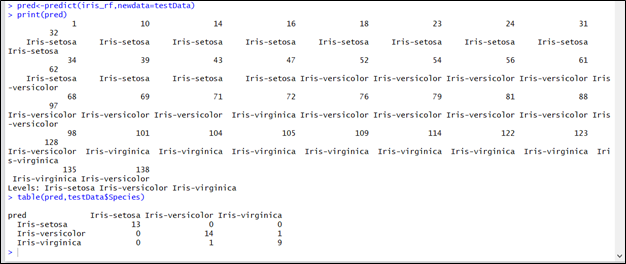 > pred<-predict(iris_rf,newdata=testData)
> print(pred)
1 10 14 16 18 23 24 31
32
Iris-setosa Iris-setosa Iris-setosa Iris-setosa Iris-setosa Iris-setosa Iris-setosa Iris-setosa
Iris-setosa
34 39 43 47 52 54 56 61
62
Iris-setosa Iris-setosa Iris-setosa Iris-setosa Iris-versicolor Iris-versicolor Iris-versicolor Iris-versicolor Iris
-versicolor
68 69 71 72 76 79 81 88
97
Iris-versicolor Iris-versicolor Iris-versicolor Iris-virginica Iris-versicolor Iris-versicolor Iris-versicolor Iris-versicolor Iris
-versicolor
98 101 104 105 109 114 122 123
128
Iris-versicolor Iris-virginica Iris-virginica Iris-virginica Iris-virginica Iris-virginica Iris-virginica Iris-virginica Iri
s-virginica
135 138
Iris-virginica Iris-versicolor
Levels: Iris-setosa Iris-versicolor Iris-virginica
> table(pred,testData$Species)
pred Iris-setosa Iris-versicolor Iris-virginica
Iris-setosa 13 0 0
Iris-versicolor 0 14 1
Iris-virginica 0 1 9
>